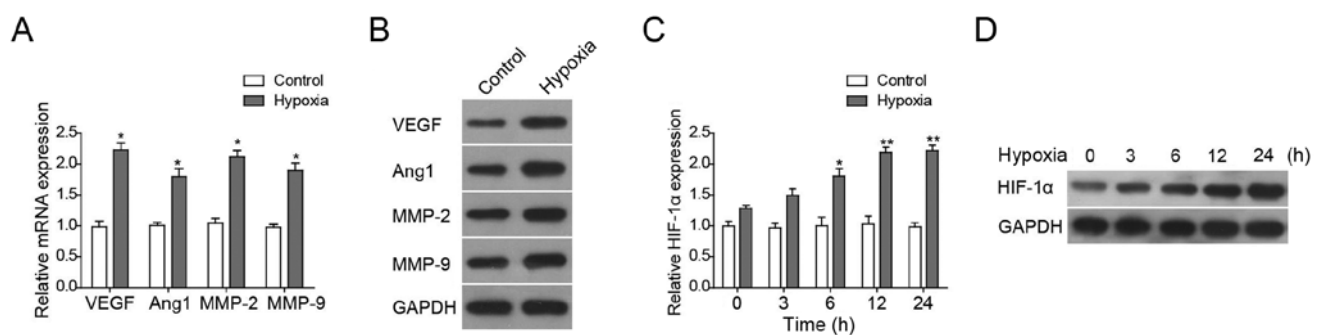 A
Control
Hypoxia
Relative mRNA expression
2.5
2.0
1.5
1.0
0.5
0.0
* * * *
VEGF Ang1 MMP-2 MMP-9
B
Control Hypoxia
VEGF
Ang1
MMP-2
MMP-9
GAPDH
C
Control
Hypoxia
Relative HIF-1α expression
2.5
2.0
1.5
1.0
0.5
0.0
* ** **
0 3 6 12 24
Time (h)
D
Hypoxia 0 3 6 12 24 (h)
HIF-1α
GAPDH